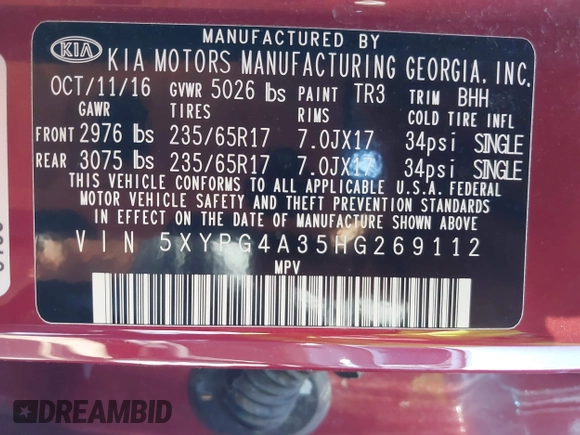 MANUFACTURED BY
KIA KIA MOTORS MANUFACTURING GEORGIA, INC.
OCT/11/16 GVWR 5026 lbs PAINT TR3 TRIM BHH
GAWR TIRES RIMS COLD TIRE INFL
FRONT 2976 lbs 235/65R17 7.0JX17 34psi SINGLE
REAR 3075 lbs 235/65R17 7.0JX17 34psi SINGLE
THIS VEHICLE CONFORMS TO ALL APPLICABLE U.S.A. FEDERAL
MOTOR VEHICLE SAFETY AND THEFT PREVENTION STANDARDS
IN EFFECT ON THE DATE OF MANUFACTURE SHOWN ABOVE.
VIN 5XYPG4A35HG269112
MPV
DREAMBID